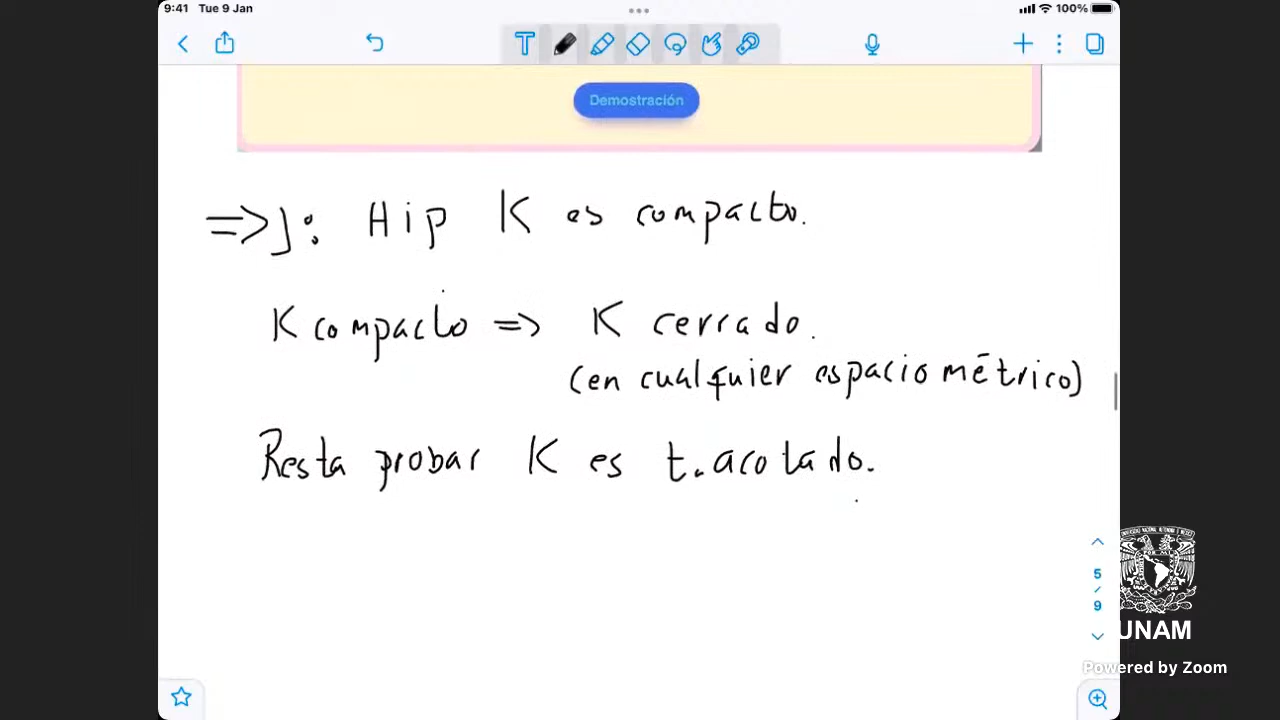 9:41 Tue 9 Jan
100%
Demostración
=>]: Hip K es compacto.
K compacto => K cerrado.
(en cualquier espacio métrico)
Resta probar K es t.acotado.
5
9
UNAM
Powered by Zoom